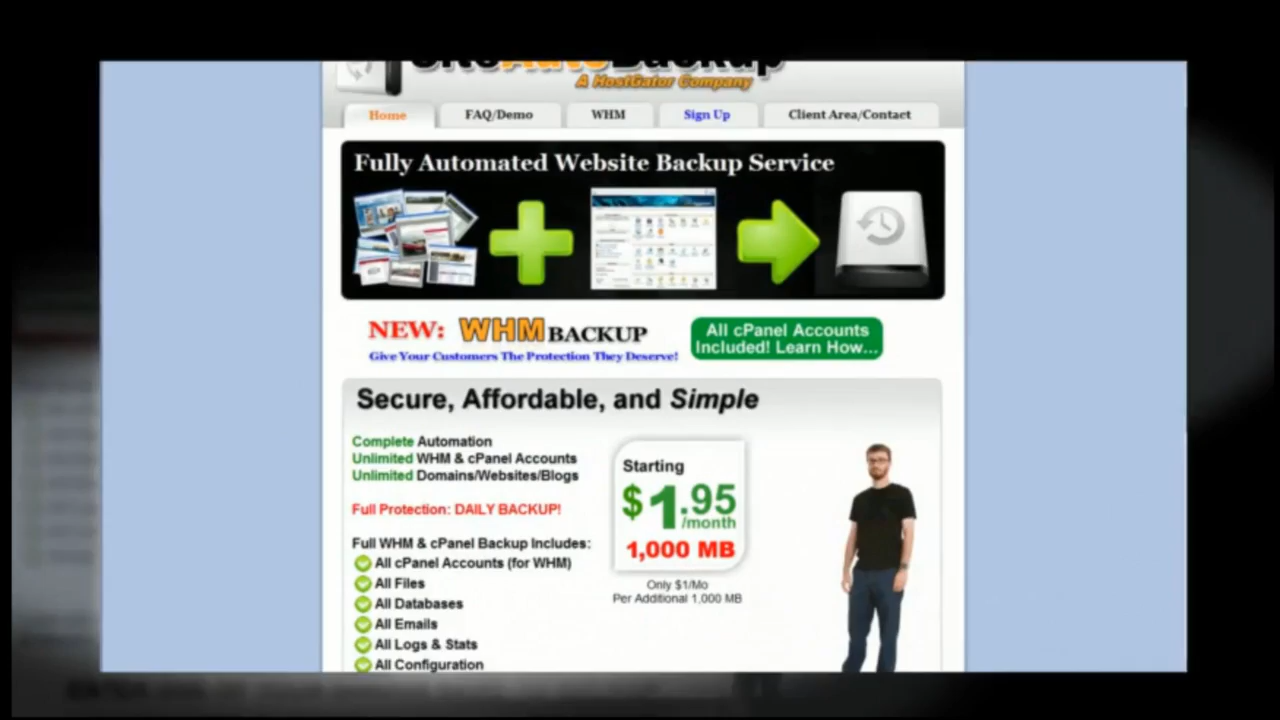 SiteAutoBackup
A HostGator Company
Home
FAQ/Demo
WHM
Sign Up
Client Area/Contact
Fully Automated Website Backup Service
NEW: WHM BACKUP
Give Your Customers The Protection They Deserve!
All cPanel Accounts
Included! Learn How...
Secure, Affordable, and Simple
Complete Automation
Unlimited WHM & cPanel Accounts
Unlimited Domains/Websites/Blogs
Full Protection: DAILY BACKUP!
Full WHM & cPanel Backup Includes:
All cPanel Accounts (for WHM)
All Files
All Databases
All Emails
All Logs & Stats
All Configuration
Starting
$1.95
/month
1,000 MB
Only $1/Mo
Per Additional 1,000 MB